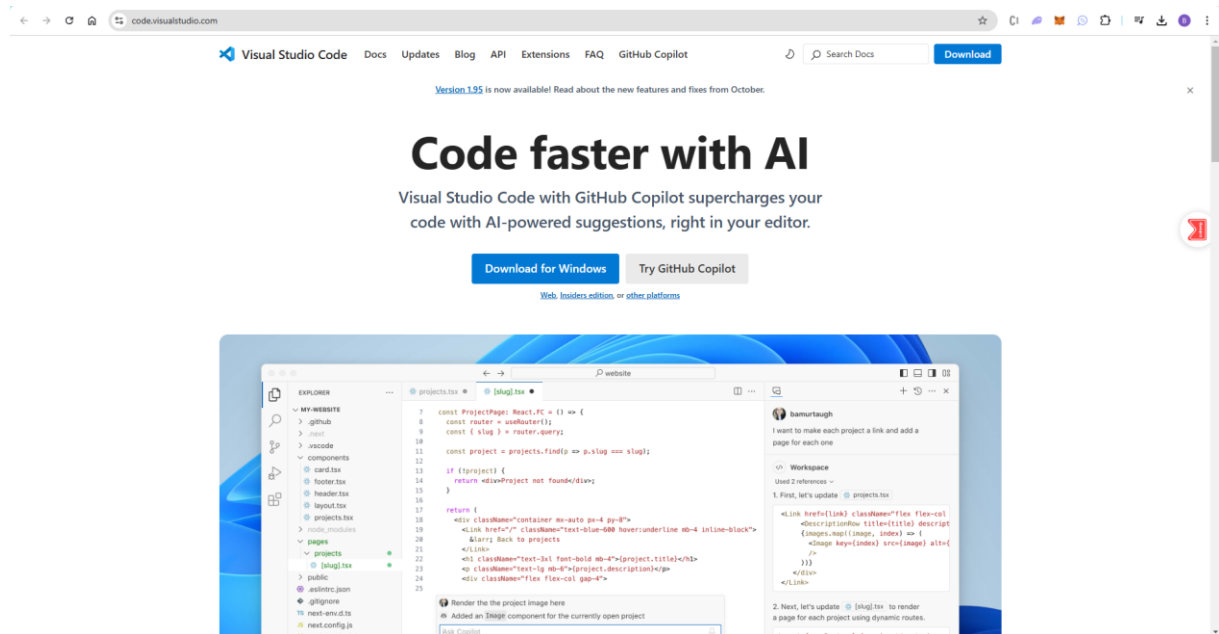 code.visualstudio.com
Visual Studio Code Docs Updates Blog API Extensions FAQ GitHub Copilot Search Docs Download
Version 1.95 is now available! Read about the new features and fixes from October.
Code faster with AI
Visual Studio Code with GitHub Copilot supercharges your
code with AI-powered suggestions, right in your editor.
Download for Windows Try GitHub Copilot
Web, Insiders edition, or other platforms
website
EXPLORER
MY-WEBSITE
.github
.next
.vscode
components
card.tsx
footer.tsx
header.tsx
layout.tsx
projects.tsx
node_modules
pages
projects
[slug].tsx
public
.eslintrc.json
.gitignore
TS next-env.d.ts
next.config.js
projects.tsx [slug].tsx
7 const ProjectPage: React.FC = () => {
8 const router = useRouter();
9 const { slug } = router.query;
10
11 const project = projects.find(p => p.slug === slug);
12
13 if (!project) {
14 return <div>Project not found</div>;
15 }
16
17 return (
18 <div className="container mx-auto px-4 py-8">
19 <Link href="/" className="text-blue-600 hover:underline mb-4 inline-block">
20 &larr; Back to projects
21 </Link>
22 <h1 className="text-3xl font-bold mb-4">{project.title}</h1>
23 <p className="text-lg mb-6">{project.description}</p>
24 <div className="flex flex-col gap-4">
25
Render the the project image here
Added an Image component for the currently open project
Ask Copilot
bamurtaugh
I want to make each project a link and add a
page for each one
Workspace
Used 2 references
1. First, let's update projects.tsx
<Link href={link} className="flex flex-col
<DescriptionRow title={title} descript
{images.map((image, index) => (
<Image key={index} src={image} alt={
/>
))}
</div>
</Link>
2. Next, let's update [slug].tsx to render
a page for each project using dynamic routes.